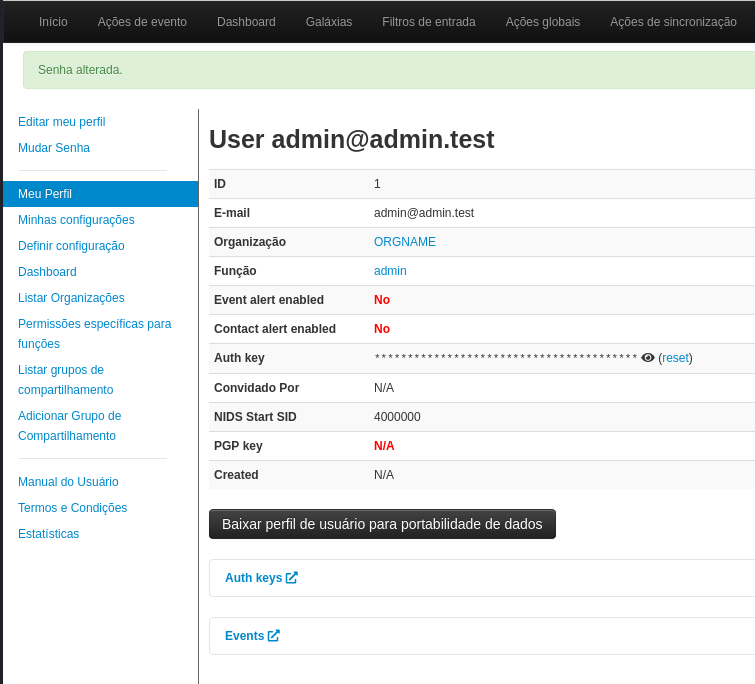 Início Ações de evento Dashboard Galáxias Filtros de entrada Ações globais Ações de sincronização
Senha alterada.
Editar meu perfil
Mudar Senha
Meu Perfil
Minhas configurações
Definir configuração
Dashboard
Listar Organizações
Permissões específicas para
funções
Listar grupos de
compartilhamento
Adicionar Grupo de
Compartilhamento
Manual do Usuário
Termos e Condições
Estatísticas
User admin@admin.test
ID 1
E-mail admin@admin.test
Organização ORGNAME
Função admin
Event alert enabled No
Contact alert enabled No
Auth key **************************************** (reset)
Convidado Por N/A
NIDS Start SID 4000000
PGP key N/A
Created N/A
Baixar perfil de usuário para portabilidade de dados
Auth keys
Events